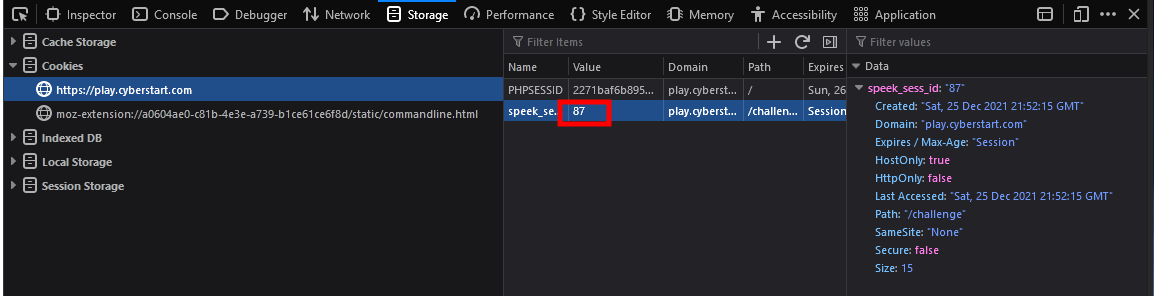 Inspector Console Debugger Network Storage Performance Style Editor Memory Accessibility Application
Cache Storage
Cookies
https://play.cyberstart.com
moz-extension://a0604ae0-c81b-4e3e-a739-b1ce61ce6f8d/static/commandline.html
Indexed DB
Local Storage
Session Storage
Filter Items
Name Value Domain Path Expires
PHPSESSID 2271baf6b895... play.cyberst... / Sun, 26
speek_se... 87 play.cyberst... /challen... Session
Filter values
Data
speek_sess_id: "87"
Created: "Sat, 25 Dec 2021 21:52:15 GMT"
Domain: "play.cyberstart.com"
Expires / Max-Age: "Session"
HostOnly: true
HttpOnly: false
Last Accessed: "Sat, 25 Dec 2021 21:52:15 GMT"
Path: "/challenge"
SameSite: "None"
Secure: false
Size: 15